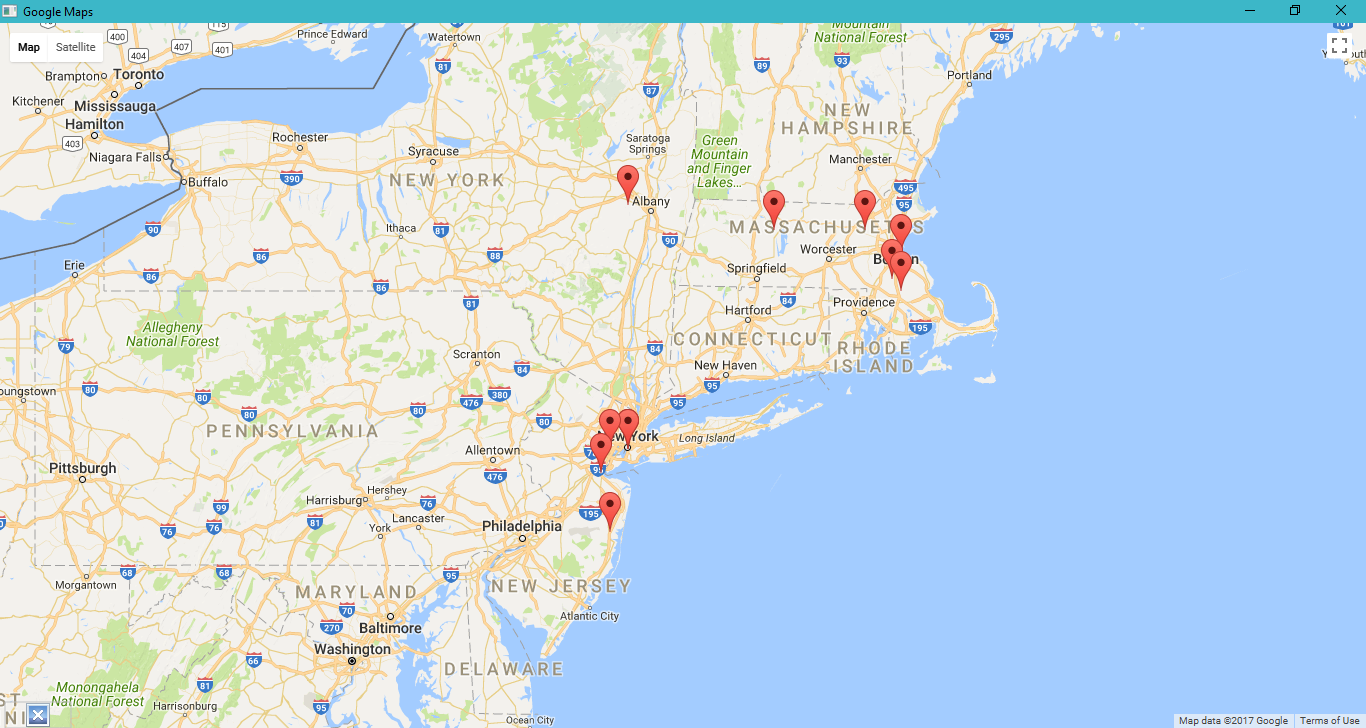 Google Maps
Map
Satellite
Prince Edward
Watertown
Mountain
National Forest
115
400
404
407
401
81
87
89
93
295
101
Brampton
Toronto
Kitchener
Mississauga
Hamilton
403
Niagara Falls
Buffalo
Rochester
390
Syracuse
NEW YORK
Saratoga
Springs
Green
Mountain
and Finger
Lakes...
NEW
HAMPSHIRE
Portland
Manchester
495
95
Albany
90
MASSACHUSETTS
Worcester
Springfield
Ithaca
81
90
86
88
Erie
86
86
81
Hartford
84
Providence
195
CONNECTICUT
RHODE
ISLAND
New Haven
95
95
84
Allegheny
National Forest
79
Scranton
84
380
476
80
80
80
80
80
PENNSYLVANIA
New York
Long Island
Allentown
476
95
Pittsburgh
Harrisburg
Hershey
76
99
76
76
81
York
Lancaster
Philadelphia
195
Morgantown
68
68
95
MARYLAND
NEW JERSEY
70
270
Baltimore
Atlantic City
Washington
66
DELAWARE
Monongahela
National Forest
81
Harrisonburg
95
Ocean City
Map data ©2017 Google
Terms of Use